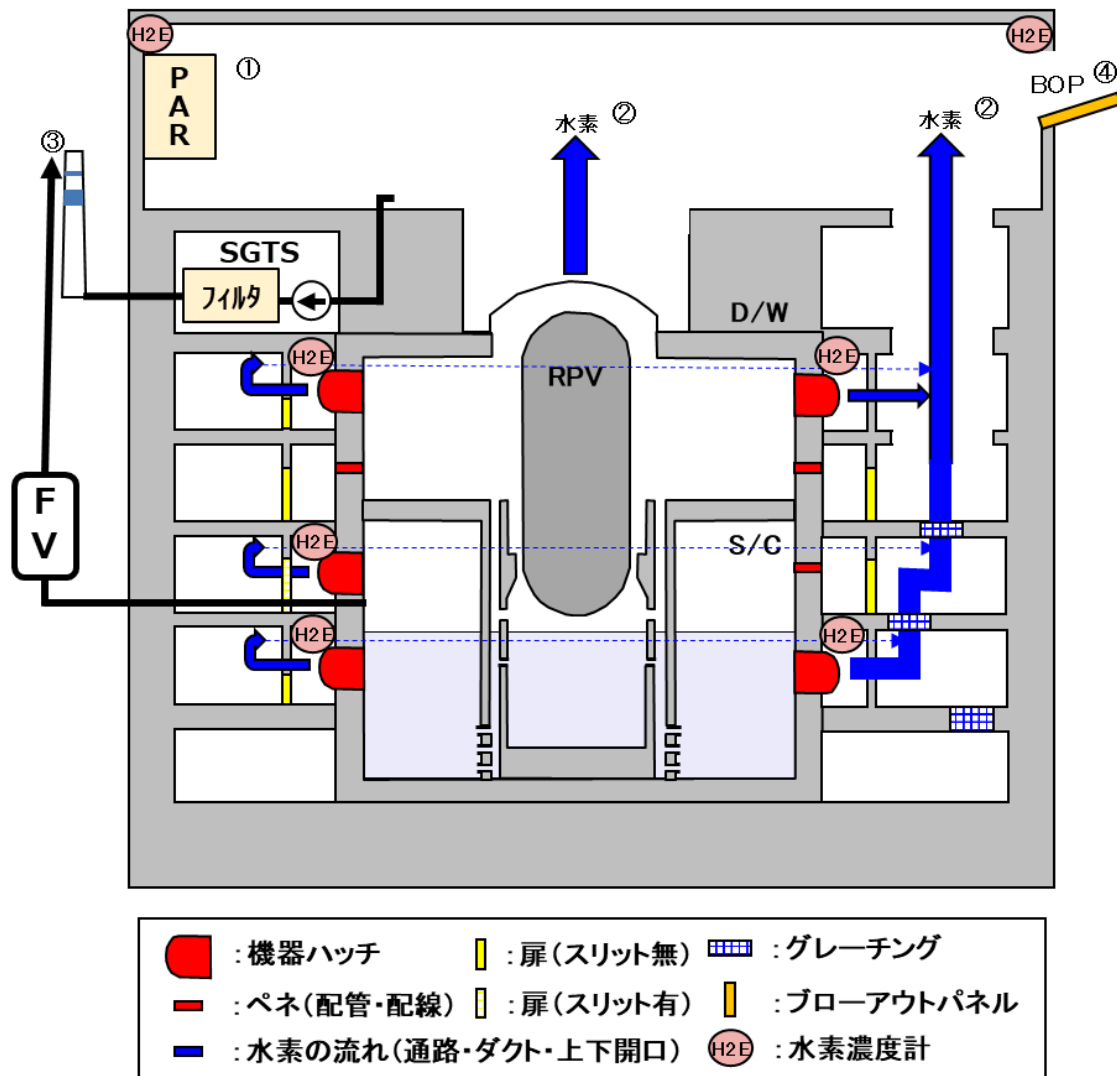 H2E
H2E
PAR
①
BOP ④
水素 ②
水素 ②
③
SGTS
フィルタ
D/W
H2E
H2E
RPV
FV
H2E
S/C
H2E
H2E
:機器ハッチ
:扉(スリット無)
:グレーチング
:ペネ(配管・配線)
:扉(スリット有)
:ブローアウトパネル
:水素の流れ(通路・ダクト・上下開口)
H2E
:水素濃度計